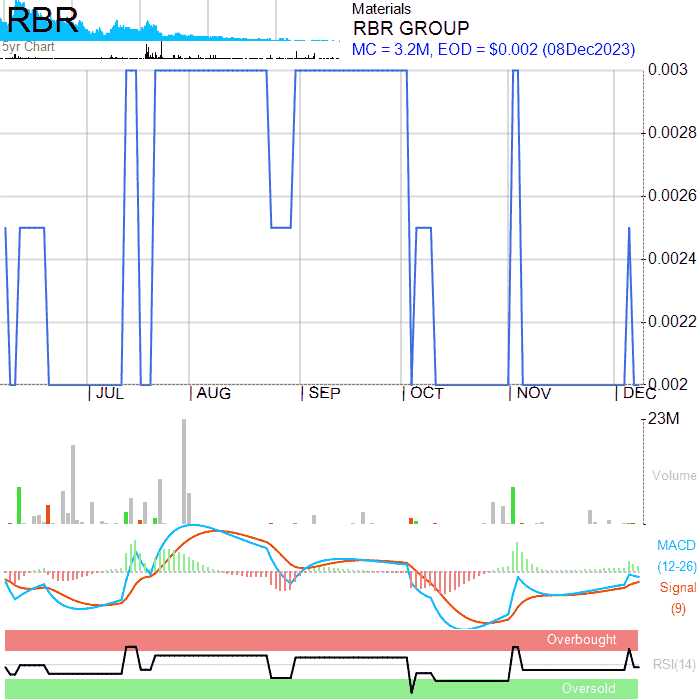 RBR
5yr Chart
Materials
RBR GROUP
MC = 3.2M, EOD = $0.002 (08Dec2023)
0.003
0.0028
0.0026
0.0024
0.0022
0.002
JUL
AUG
SEP
OCT
NOV
DEC
23M
Volume
MACD
(12-26)
Signal
(9)
Overbought
RSI(14)
Oversold